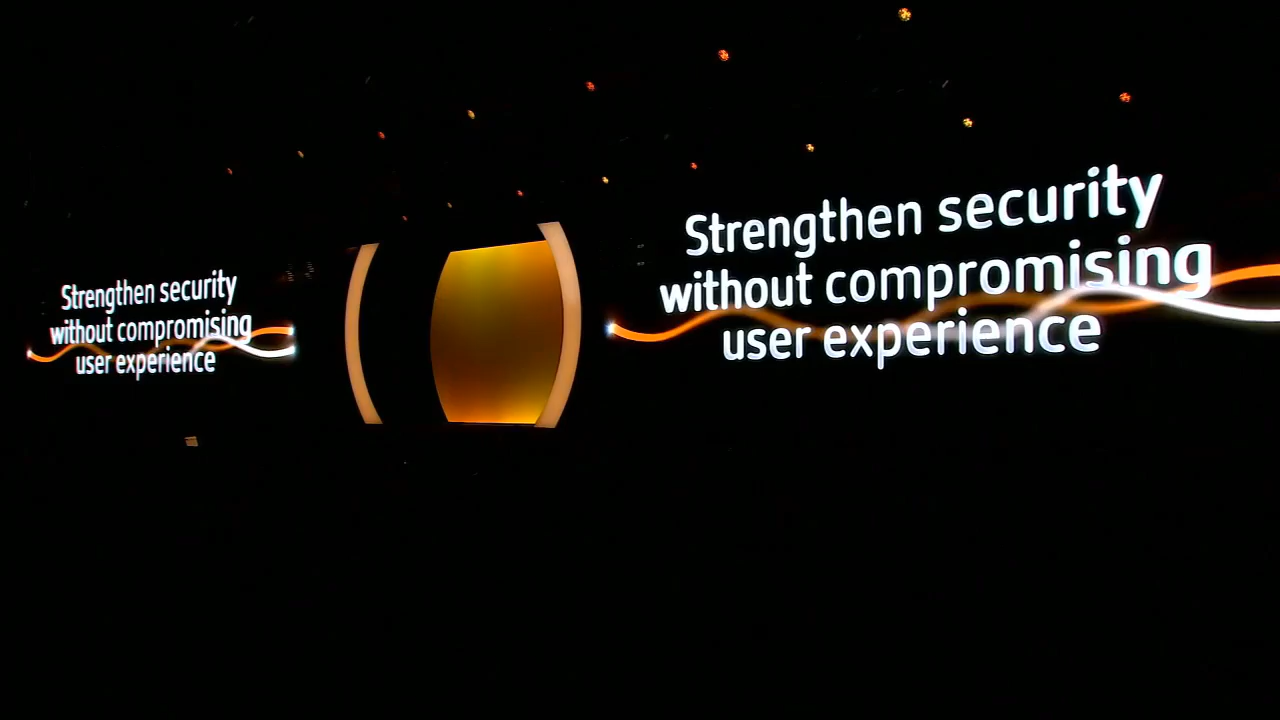 Strengthen security
without compromising
user experience
Strengthen security
without compromising
user experience